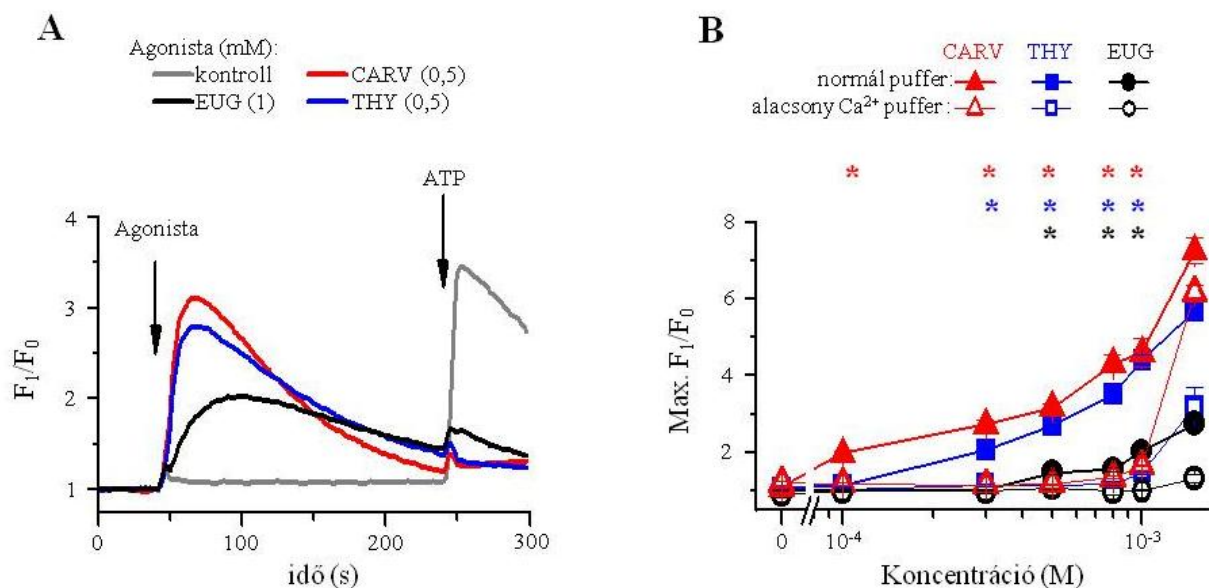 A
Agonista (mM):
kontroll CARV (0,5)
EUG (1) THY (0,5)
ATP
Agonista
4
3
2
1
F1/F0
0 100 200 300
idő (s)
B
CARV THY EUG
normál puffer:
alacsony Ca²⁺ puffer:
* * * * *
* * * *
* * *
8
6
4
2
Max. F1/F0
0 10⁻⁴ 10⁻³
Koncentráció (M)